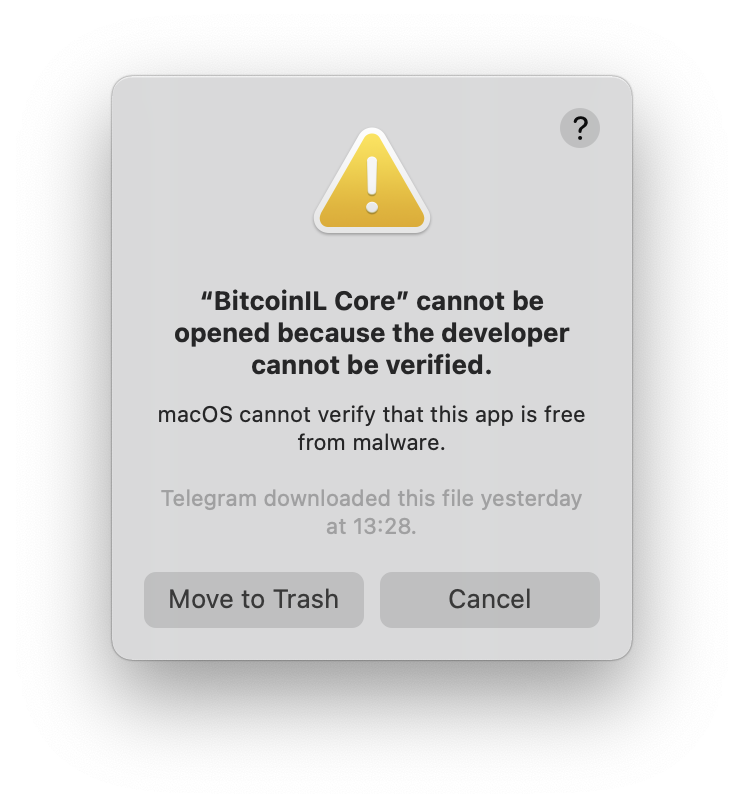 ?
“BitcoinIL Core” cannot be
opened because the developer
cannot be verified.
macOS cannot verify that this app is free
from malware.
Telegram downloaded this file yesterday
at 13:28.
Move to Trash
Cancel